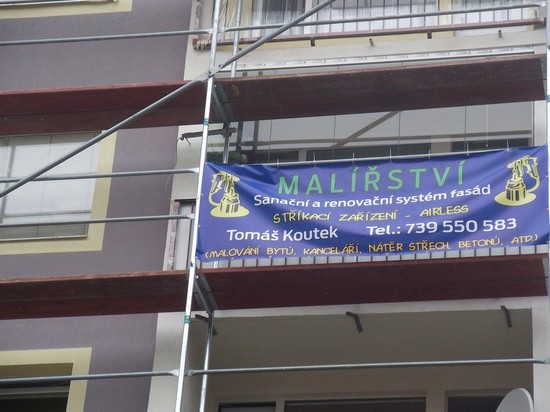 MALÍŘSTVÍ
Sanační a renovační systém fasád
STŘÍKACÍ ZAŘÍZENÍ - AIRLESS
Tomáš Koutek Tel.: 739 550 583
(MALOVÁNÍ BYTŮ, KANCELÁŘÍ, NÁTĚR STŘECH, BETONŮ, ATD.)